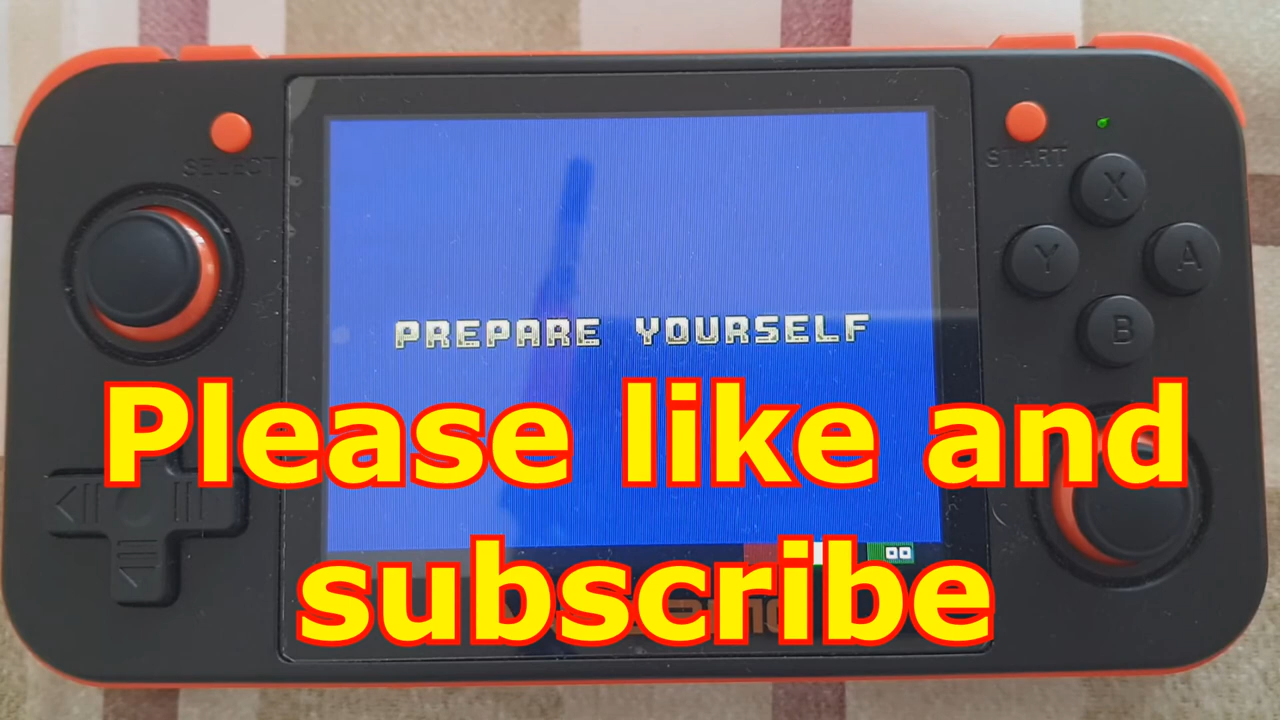 SELECT
START
X
Y
A
B
PREPARE YOURSELF
Please like and
subscribe